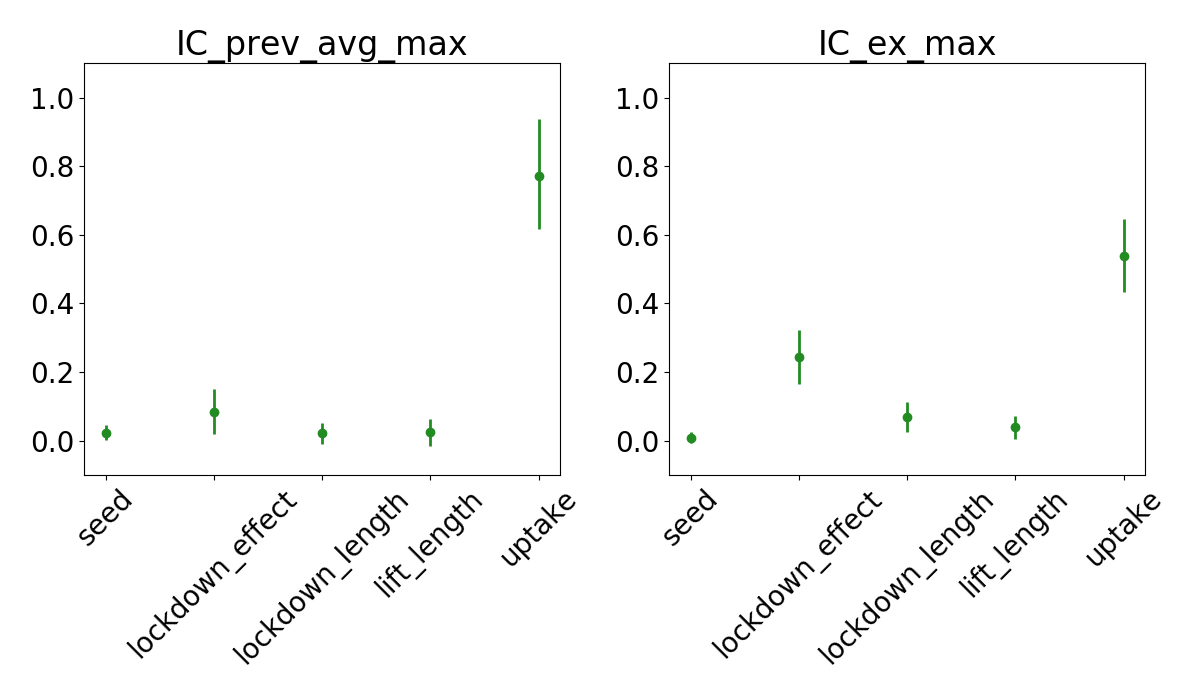 IC_prev_avg_max
1.0
0.8
0.6
0.4
0.2
0.0
seed
lockdown_effect
lockdown_length
lift_length
uptake
IC_ex_max
1.0
0.8
0.6
0.4
0.2
0.0
seed
lockdown_effect
lockdown_length
lift_length
uptake